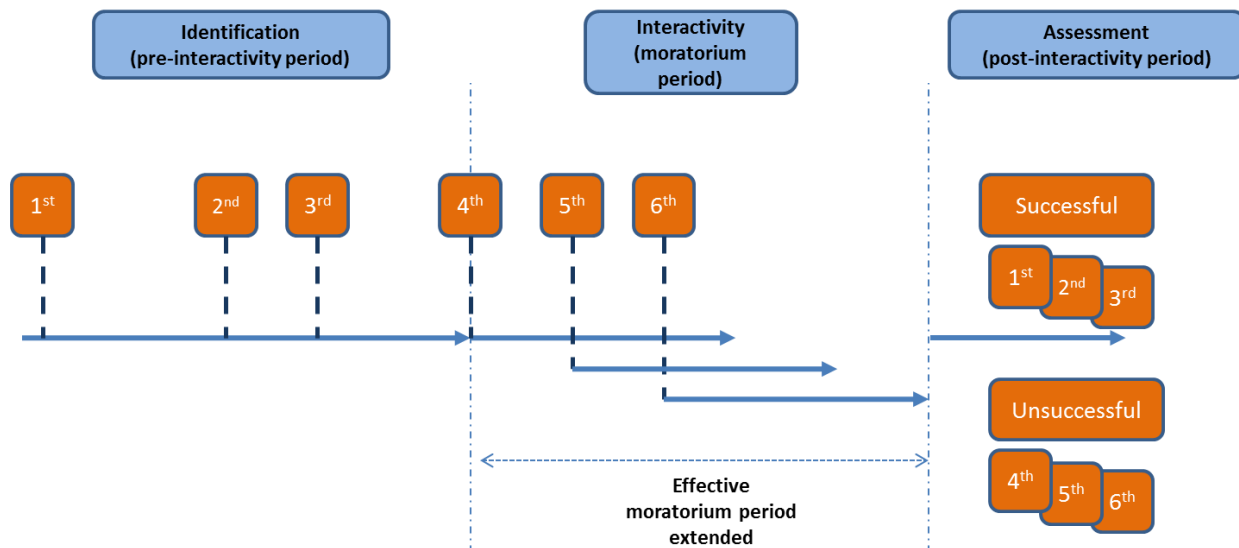 Identification
(pre-interactivity period)
Interactivity
(moratorium
period)
Assessment
(post-interactivity period)
1st
2nd
3rd
4th
5th
6th
Successful
1st
2nd
3rd
Unsuccessful
4th
5th
6th
Effective
moratorium period
extended